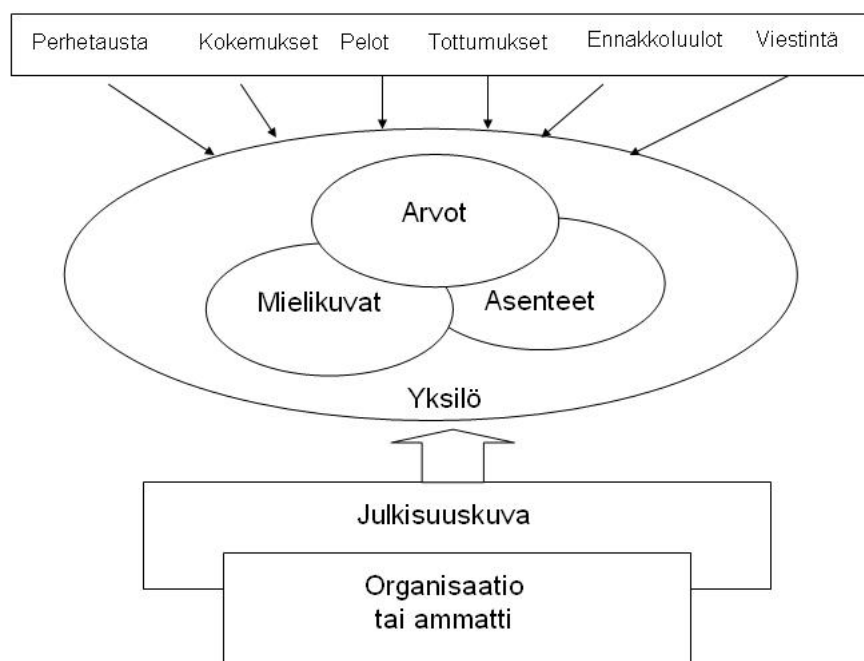 Perhetausta Kokemukset Pelot Tottumukset Ennakkoluulot Viestintä
Arvot
Mielikuvat Asenteet
Yksilö
Julkisuuskuva
Organisaatio
tai ammatti